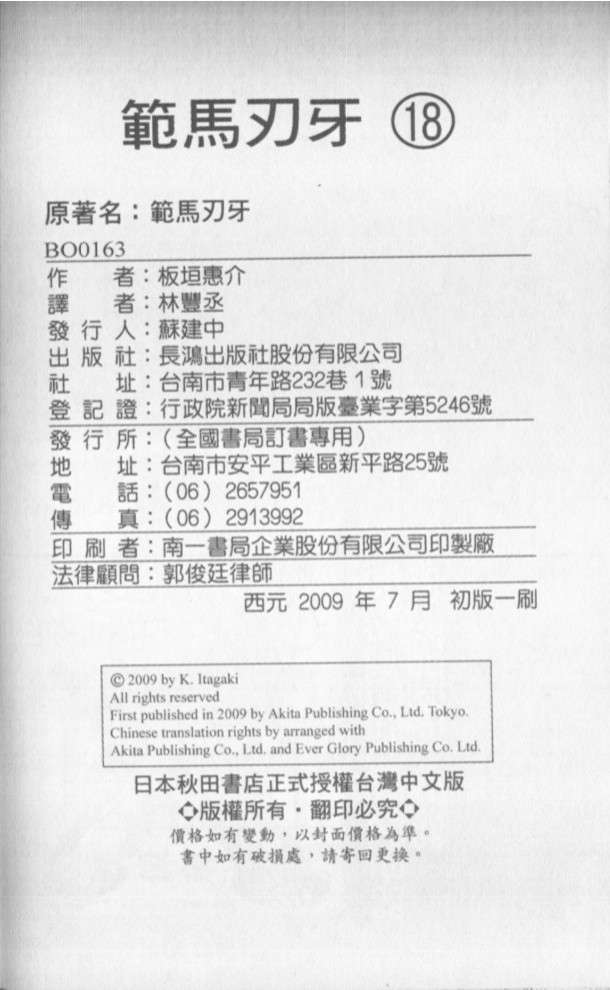 範馬刃牙 ⑱
原著名：範馬刃牙
BO0163
作者：板垣惠介
譯者：林豐丞
發行人：蘇建中
出版社：長鴻出版社股份有限公司
社址：台南市青年路232巷1號
登記證：行政院新聞局局版臺業字第5246號
發行所：（全國書局訂書專用）
地址：台南市安平工業區新平路25號
電話：（06）2657951
傳真：（06）2913992
印刷者：南一書局企業股份有限公司印製廠
法律顧問：郭俊廷律師
西元 2009 年 7 月 初版一刷
© 2009 by K. Itagaki
All rights reserved
First published in 2009 by Akita Publishing Co., Ltd. Tokyo.
Chinese translation rights by arranged with
Akita Publishing Co., Ltd. and Ever Glory Publishing Co. Ltd.
日本秋田書店正式授權台灣中文版
◇版權所有・翻印必究◇
價格如有變動，以封面價格為準。
書中如有破損處，請寄回更換。